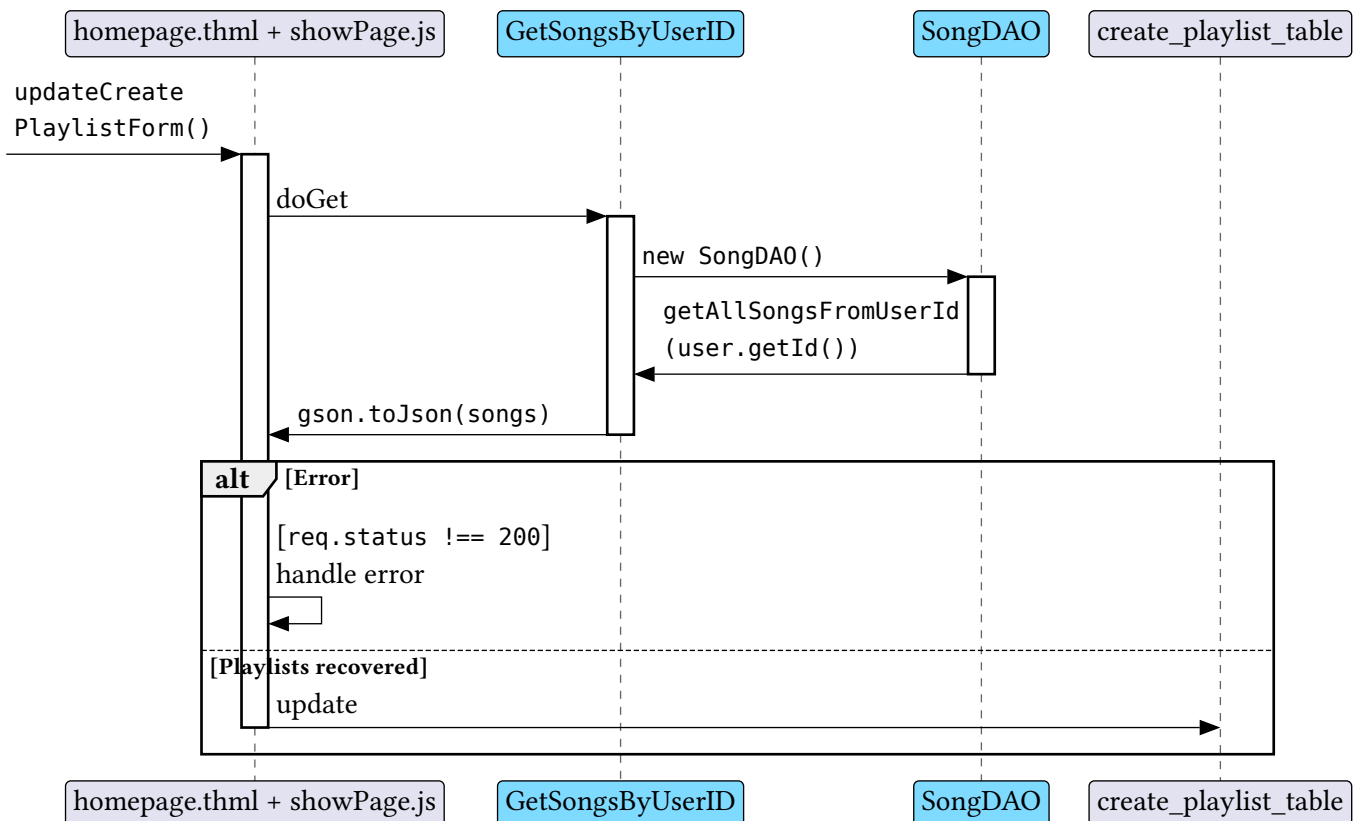 homepage.thml + showPage.js
GetSongsByUserID
SongDAO
create_playlist_table
updateCreate
PlaylistForm()
doGet
new SongDAO()
getAllSongsFromUserId
(user.getId())
gson.toJson(songs)
alt
[Error]
[req.status !== 200]
handle error
[Playlists recovered]
update
homepage.thml + showPage.js
GetSongsByUserID
SongDAO
create_playlist_table